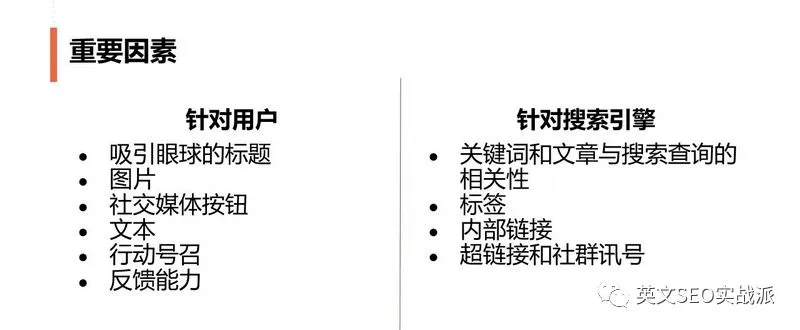 重要因素
针对用户
• 吸引眼球的标题
• 图片
• 社交媒体按钮
• 文本
• 行动号召
• 反馈能力
针对搜索引擎
• 关键词和文章与搜索查询的
相关性
• 标签
• 内部链接
• 超链接和社群讯号
英文SEO实战派